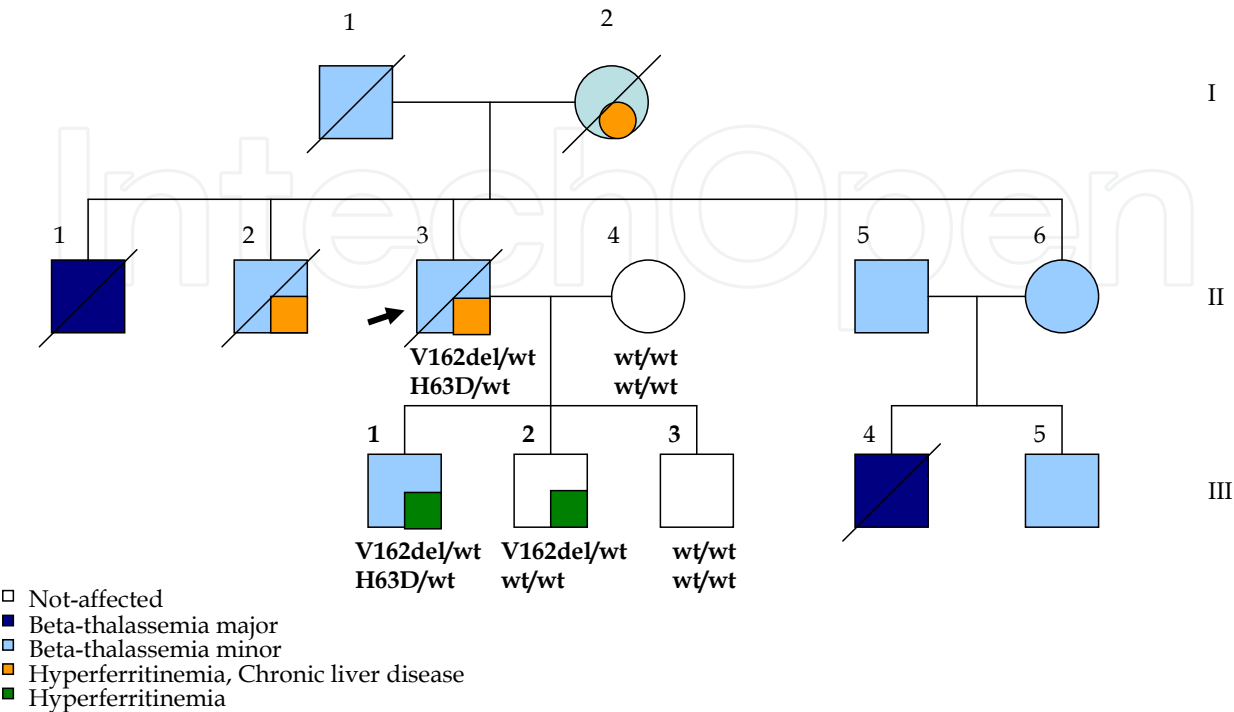 1 2
I
IntechOpen
1 2 3 4 5 6
II
V162del/wt wt/wt
H63D/wt wt/wt
1 2 3 4 5
III
V162del/wt V162del/wt wt/wt
H63D/wt wt/wt wt/wt
Not-affected
Beta-thalassemia major
Beta-thalassemia minor
Hyperferritinemia, Chronic liver disease
Hyperferritinemia